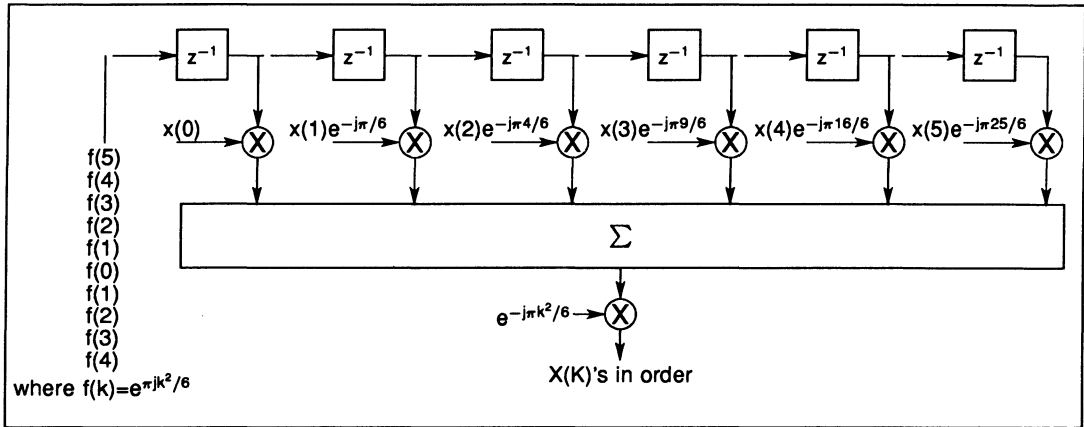 z⁻¹ z⁻¹ z⁻¹ z⁻¹ z⁻¹ z⁻¹
x(0) x(1)e^{-jπ/6} x(2)e^{-jπ4/6} x(3)e^{-jπ9/6} x(4)e^{-jπ16/6} x(5)e^{-jπ25/6}
X X X X X X
f(5)
f(4)
f(3)
f(2)
f(1)
f(0)
f(1)
f(2)
f(3)
f(4)
where f(k)=e^{πjk²/6}
Σ
e^{-jπk²/6} X
X(K)'s in order